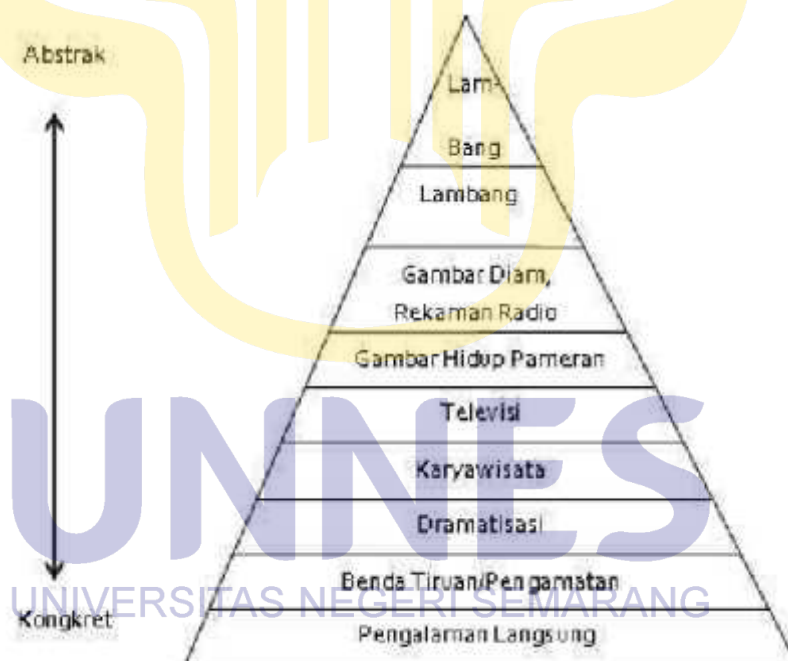 Abstrak
Lam-
Bang
Lambang
Gambar Diam,
Rekaman Radio
Gambar Hidup Pameran
Televisi
Karyawisata
Dramatisasi
Benda Tiruan/Pengamatan
Pengalaman Langsung
Kongkret
UNNES
UNIVERSITAS NEGERI SEMARANG